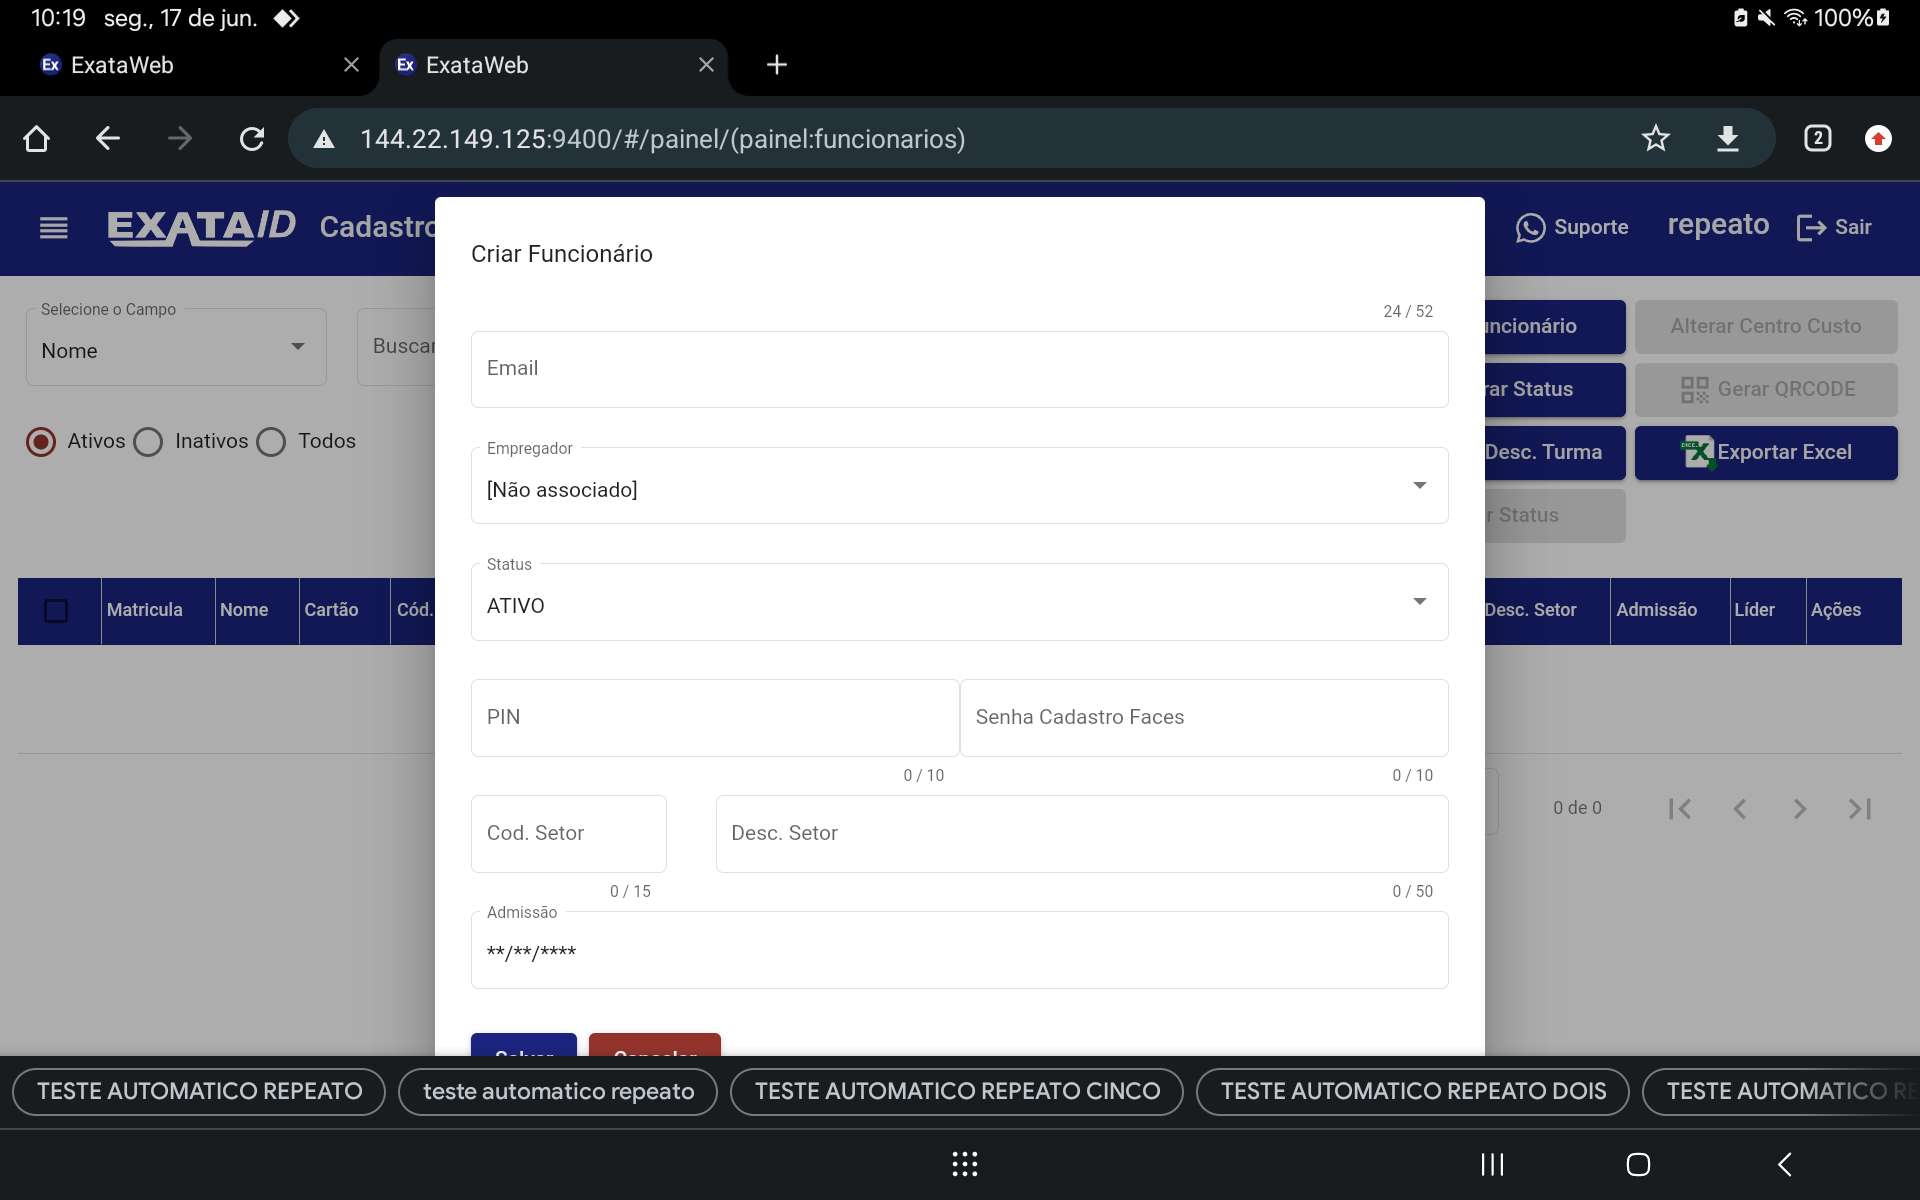 10:19 seg., 17 de jun. 100%
Ex ExataWeb Ex ExataWeb
144.22.149.125:9400/#/painel/(painel:funcionarios) 2
EXATA ID Cadastro Suporte repeato Sair
Criar Funcionário
24 / 52
Email
Empregador
[Não associado]
Status
ATIVO
PIN Senha Cadastro Faces
0 / 10 0 / 10
Cod. Setor Desc. Setor
0 / 15 0 / 50
Admissão
**/**/****
Salvar Cancelar
Selecione o Campo
Nome Buscar
Ativos Inativos Todos
uncionário Alterar Centro Custo
rar Status Gerar QRCODE
Desc. Turma Exportar Excel
r Status
Matricula Nome Cartão Cód. Desc. Setor Admissão Líder Ações
0 de 0
TESTE AUTOMATICO REPEATO teste automatico repeato TESTE AUTOMATICO REPEATO CINCO TESTE AUTOMATICO REPEATO DOIS TESTE AUTOMATICO RE